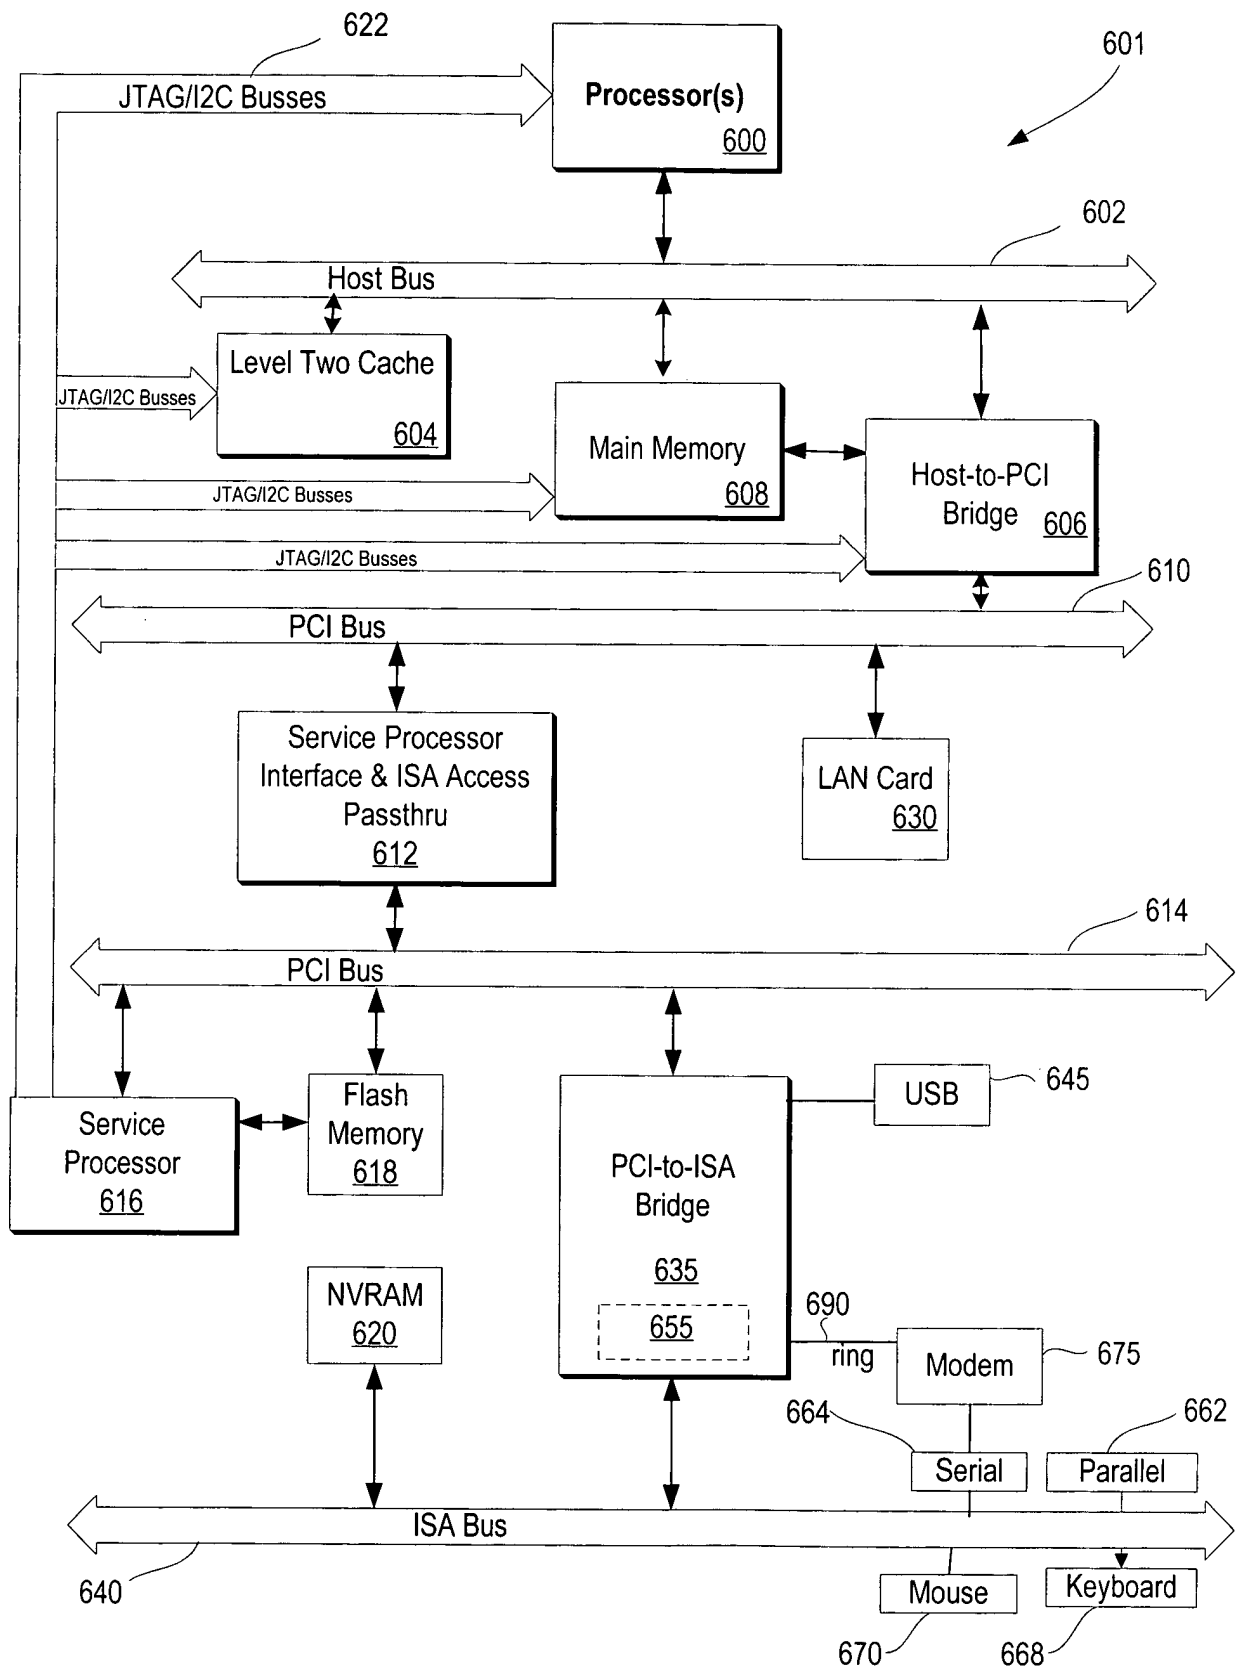 622
601
JTAG/I2C Busses
Processor(s)
600
602
Host Bus
Level Two Cache
604
JTAG/I2C Busses
Main Memory
608
Host-to-PCI
Bridge 606
JTAG/I2C Busses
JTAG/I2C Busses
610
PCI Bus
Service Processor
Interface & ISA Access
Passthru
612
LAN Card
630
614
PCI Bus
Service
Processor
616
Flash
Memory
618
PCI-to-ISA
Bridge
635
655
USB
645
NVRAM
620
690
ring
Modem
675
664
662
Serial
Parallel
ISA Bus
640
Mouse
Keyboard
670
668